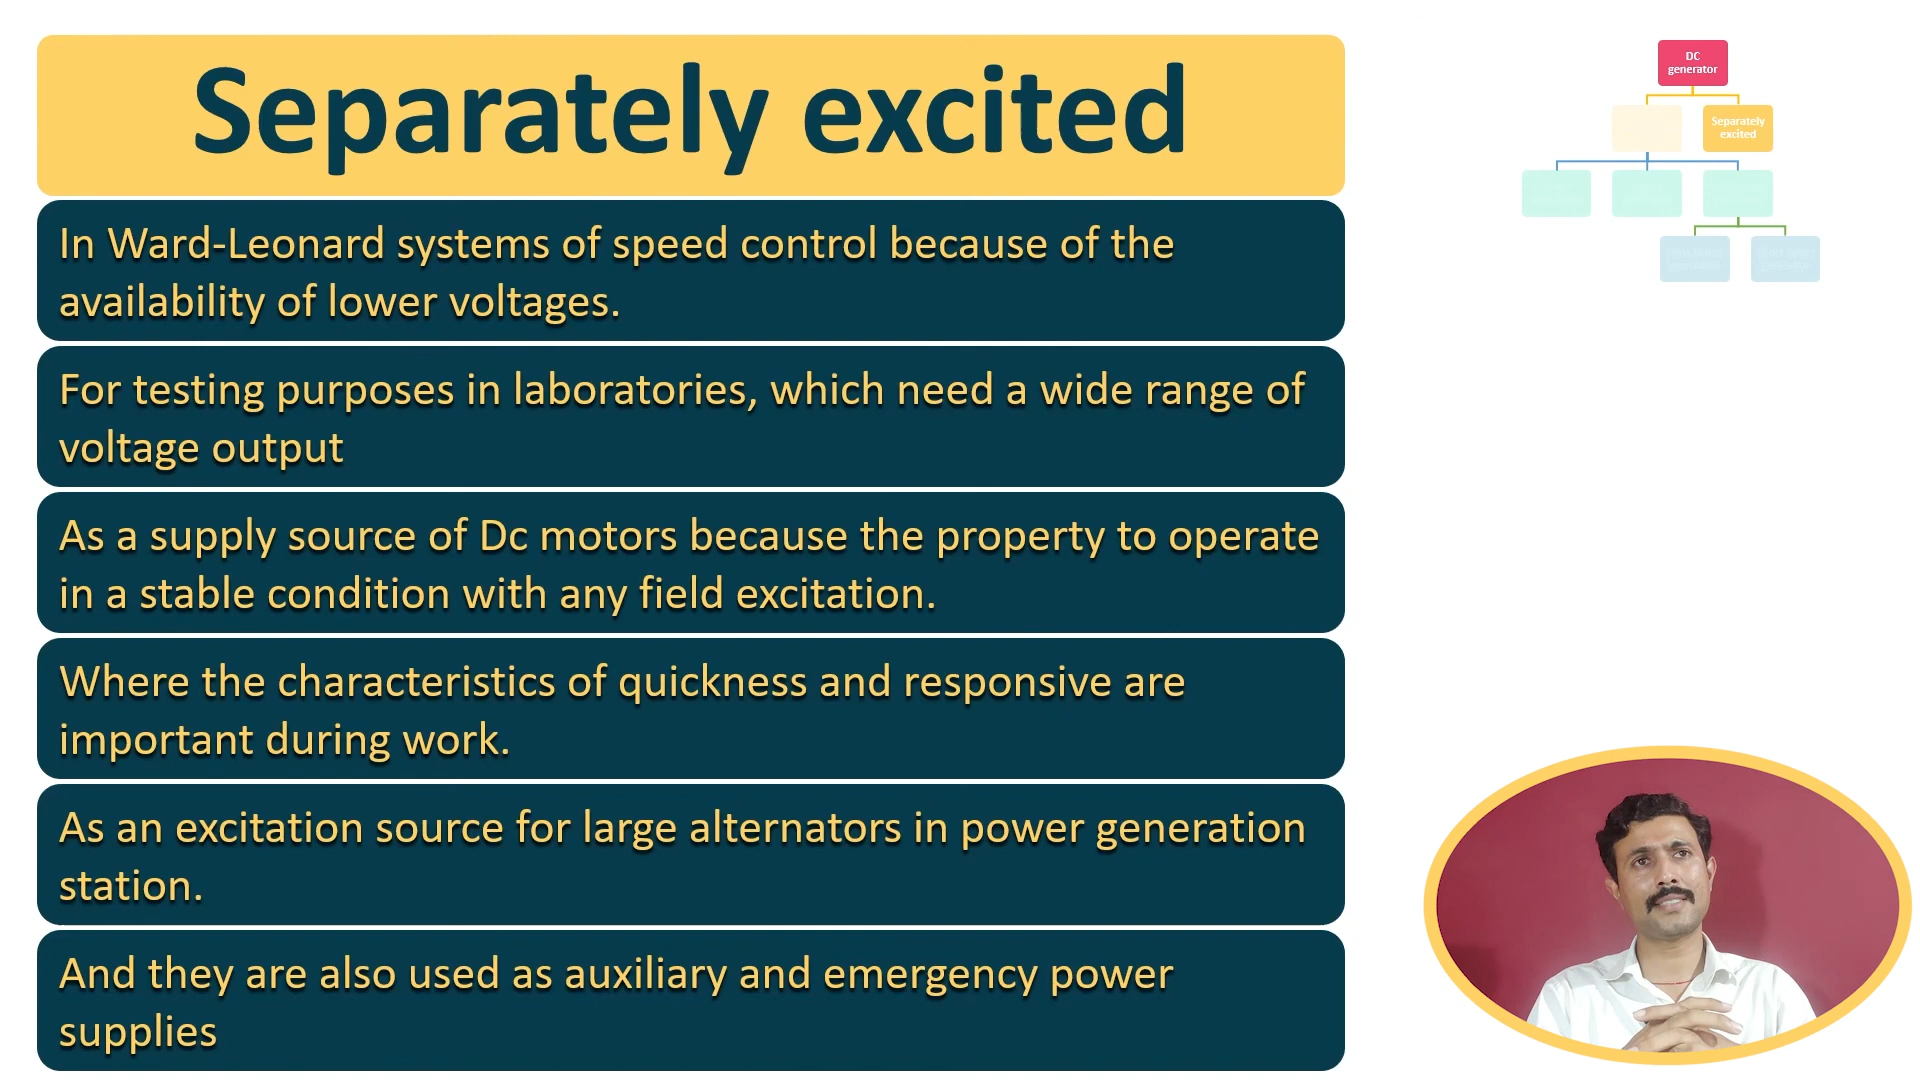 Separately excited
In Ward-Leonard systems of speed control because of the
availability of lower voltages.
For testing purposes in laboratories, which need a wide range of
voltage output
As a supply source of Dc motors because the property to operate
in a stable condition with any field excitation.
Where the characteristics of quickness and responsive are
important during work.
As an excitation source for large alternators in power generation
station.
And they are also used as auxiliary and emergency power
supplies
DC
generator
Separately
excited